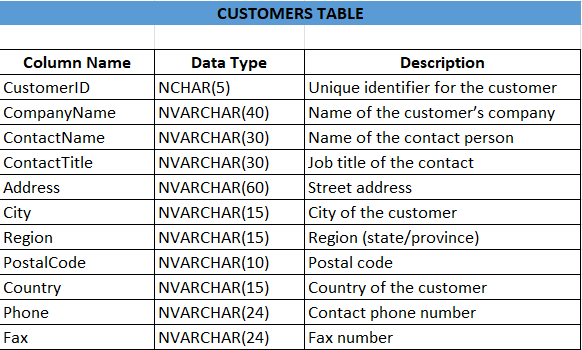 CUSTOMERS TABLE
Column Name Data Type Description
CustomerID NCHAR(5) Unique identifier for the customer
CompanyName NVARCHAR(40) Name of the customer’s company
ContactName NVARCHAR(30) Name of the contact person
ContactTitle NVARCHAR(30) Job title of the contact
Address NVARCHAR(60) Street address
City NVARCHAR(15) City of the customer
Region NVARCHAR(15) Region (state/province)
PostalCode NVARCHAR(10) Postal code
Country NVARCHAR(15) Country of the customer
Phone NVARCHAR(24) Contact phone number
Fax NVARCHAR(24) Fax number